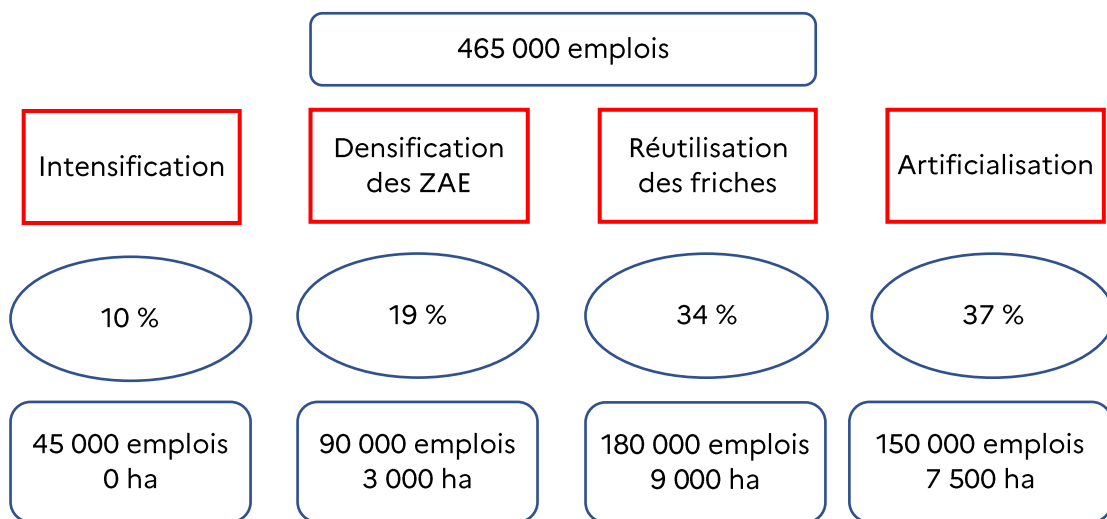 465 000 emplois
Intensification
Densification
des ZAE
Réutilisation
des friches
Artificialisation
10 %
19 %
34 %
37 %
45 000 emplois
0 ha
90 000 emplois
3 000 ha
180 000 emplois
9 000 ha
150 000 emplois
7 500 ha